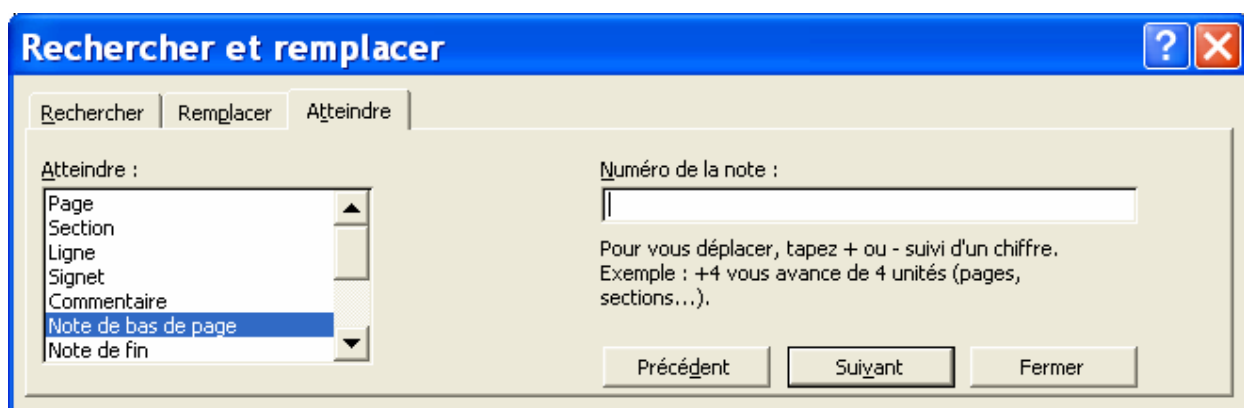 Rechercher et remplacer
?
Rechercher
Remplacer
Atteindre
Atteindre :
Page
Section
Ligne
Signet
Commentaire
Note de bas de page
Note de fin
Numéro de la note :
Pour vous déplacer, tapez + ou - suivi d'un chiffre.
Exemple : +4 vous avance de 4 unités (pages,
sections...).
Précédent
Suivant
Fermer